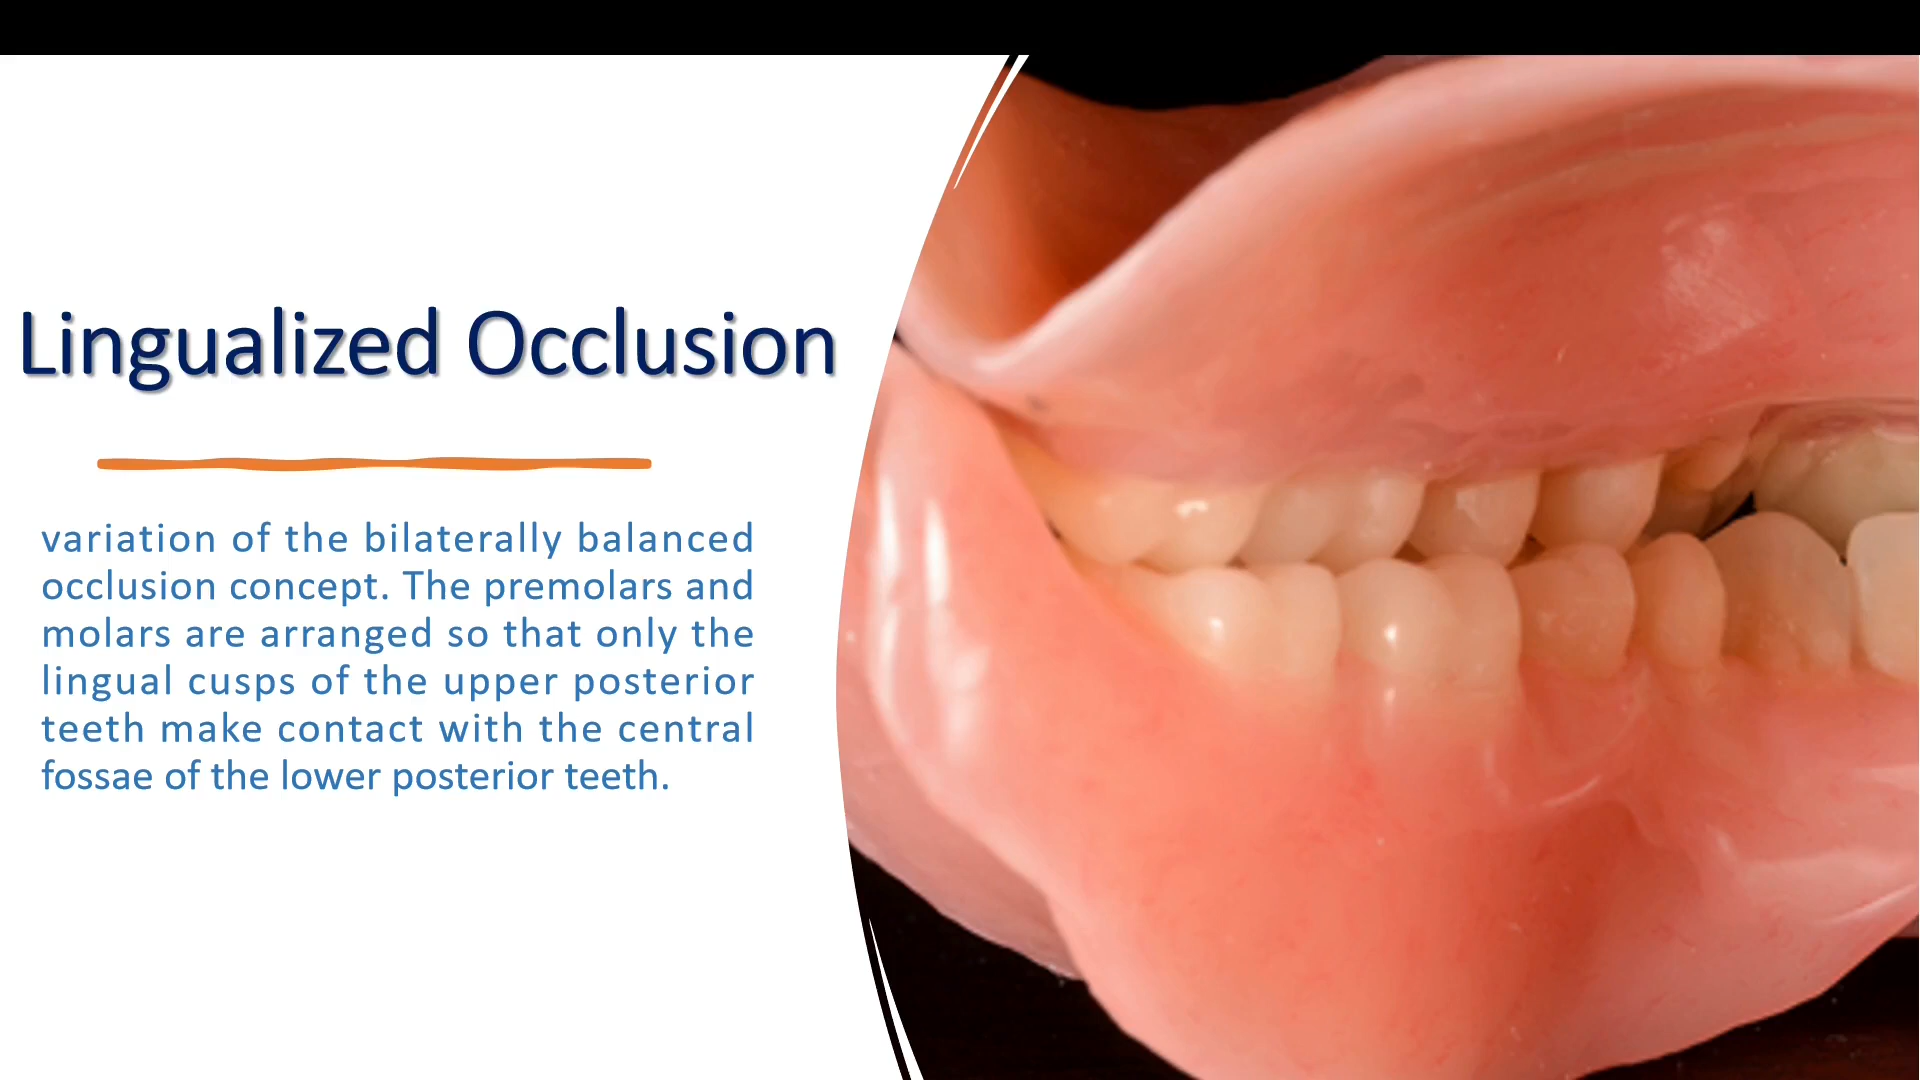 Lingualized Occlusion
variation of the bilaterally balanced
occlusion concept. The premolars and
molars are arranged so that only the
lingual cusps of the upper posterior
teeth make contact with the central
fossae of the lower posterior teeth.